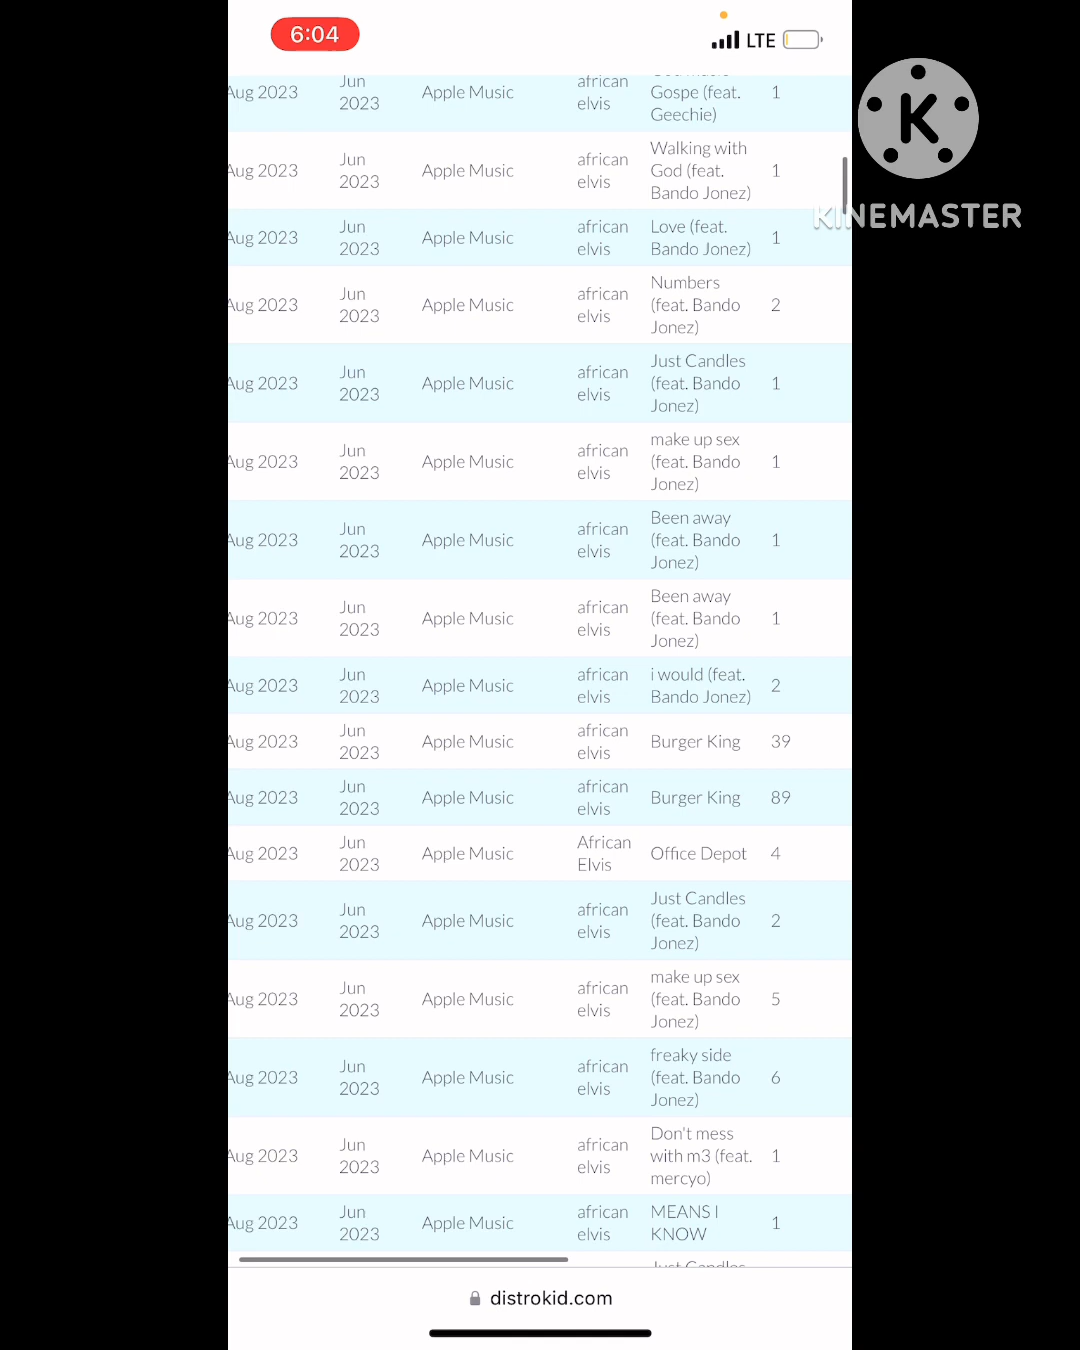 6:04
LTE
K
KINEMASTER
Aug 2023 Jun 2023 Apple Music african elvis Gospe (feat. Geechie) 1
Aug 2023 Jun 2023 Apple Music african elvis Walking with God (feat. Bando Jonez) 1
Aug 2023 Jun 2023 Apple Music african elvis Love (feat. Bando Jonez) 1
Aug 2023 Jun 2023 Apple Music african elvis Numbers (feat. Bando Jonez) 2
Aug 2023 Jun 2023 Apple Music african elvis Just Candles (feat. Bando Jonez) 1
Aug 2023 Jun 2023 Apple Music african elvis make up sex (feat. Bando Jonez) 1
Aug 2023 Jun 2023 Apple Music african elvis Been away (feat. Bando Jonez) 1
Aug 2023 Jun 2023 Apple Music african elvis Been away (feat. Bando Jonez) 1
Aug 2023 Jun 2023 Apple Music african elvis i would (feat. Bando Jonez) 2
Aug 2023 Jun 2023 Apple Music african elvis Burger King 39
Aug 2023 Jun 2023 Apple Music african elvis Burger King 89
Aug 2023 Jun 2023 Apple Music African Elvis Office Depot 4
Aug 2023 Jun 2023 Apple Music african elvis Just Candles (feat. Bando Jonez) 2
Aug 2023 Jun 2023 Apple Music african elvis make up sex (feat. Bando Jonez) 5
Aug 2023 Jun 2023 Apple Music african elvis freaky side (feat. Bando Jonez) 6
Aug 2023 Jun 2023 Apple Music african elvis Don't mess with m3 (feat. mercyo) 1
Aug 2023 Jun 2023 Apple Music african elvis MEANS I KNOW 1
Just Candles
distrokid.com